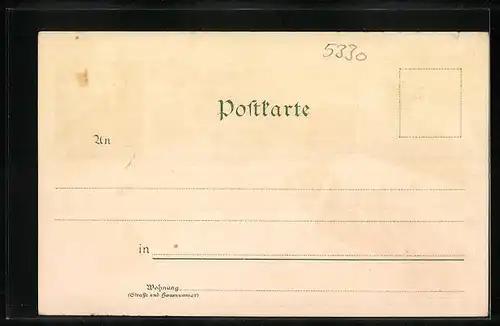 5330
Postkarte
An
in
Wohnung
(Straße und Hausnummer)